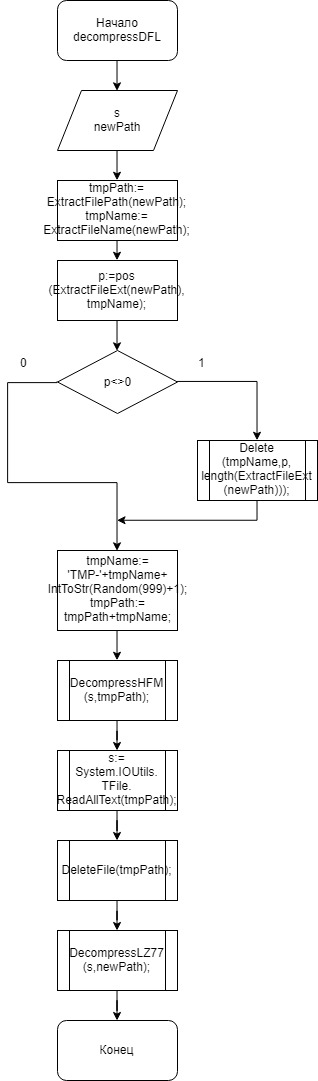 Начало
decompressDFL
s
newPath
tmpPath:=
ExtractFilePath(newPath);
tmpName:=
ExtractFileName(newPath);
p:=pos
(ExtractFileExt(newPath),
tmpName);
0
1
p<>0
Delete
(tmpName,p,
length(ExtractFileExt
(newPath)));
tmpName:=
'TMP-'+tmpName+
IntToStr(Random(999)+1);
tmpPath:=
tmpPath+tmpName;
DecompressHFM
(s,tmpPath);
s:=
System.IOUtils.
TFile.
ReadAllText(tmpPath);
DeleteFile(tmpPath);
DecompressLZ77
(s,newPath);
Конец